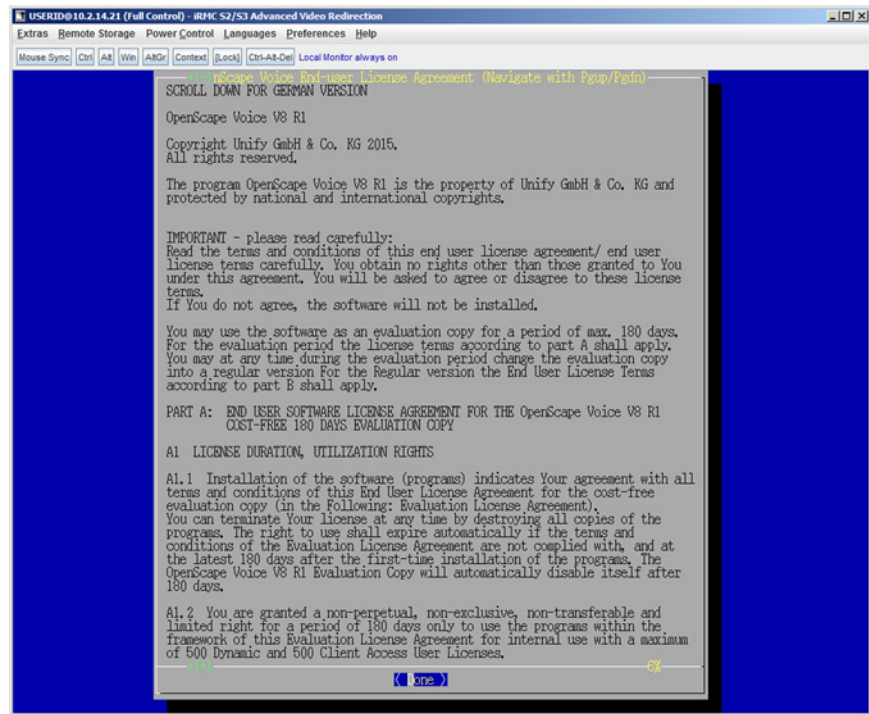 USERID@10.2.14.21 (Full Control) - iRMC S2/S3 Advanced Video Redirection
Extras Remote Storage Power Control Languages Preferences Help
Mouse Sync Ctrl Alt Win AltGr Context [Lock] Ctrl-Alt-Del Local Monitor always on
nScape Voice End-user License Agreement (Navigate with Pgup/Pgdn)
SCROLL DOWN FOR GERMAN VERSION
OpenScape Voice V8 R1
Copyright Unify GmbH & Co. KG 2015.
All rights reserved.
The program OpenScape Voice V8 R1 is the property of Unify GmbH & Co. KG and
protected by national and international copyrights.
IMPORTANT - please read carefully:
Read the terms and conditions of this end user license agreement/ end user
license terms carefully. You obtain no rights other than those granted to You
under this agreement. You will be asked to agree or disagree to these license
terms.
If You do not agree, the software will not be installed.
You may use the software as an evaluation copy for a period of max. 180 days.
For the evaluation period the license terms according to part A shall apply.
You may at any time during the evaluation period change the evaluation copy
into a regular version For the Regular version the End User License Terms
according to part B shall apply.
PART A: END USER SOFTWARE LICENSE AGREEMENT FOR THE OpenScape Voice V8 R1
COST-FREE 180 DAYS EVALUATION COPY
A1 LICENSE DURATION, UTILIZATION RIGHTS
A1.1 Installation of the software (programs) indicates Your agreement with all
terms and conditions of this End User License Agreement for the cost-free
evaluation copy (in the Following: Evaluation License Agreement).
You can terminate Your license at any time by destroying all copies of the
programs. The right to use shall expire automatically if the terms and
conditions of the Evaluation License Agreement are not complied with, and at
the latest 180 days after the first-time installation of the programs. The
OpenScape Voice V8 R1 Evaluation Copy will automatically disable itself after
180 days.
A1.2 You are granted a non-perpetual, non-exclusive, non-transferable and
limited right for a period of 180 days only to use the programs within the
framework of this Evaluation License Agreement for internal use with a maximum
of 500 Dynamic and 500 Client Access User Licenses.
6%
< Done >